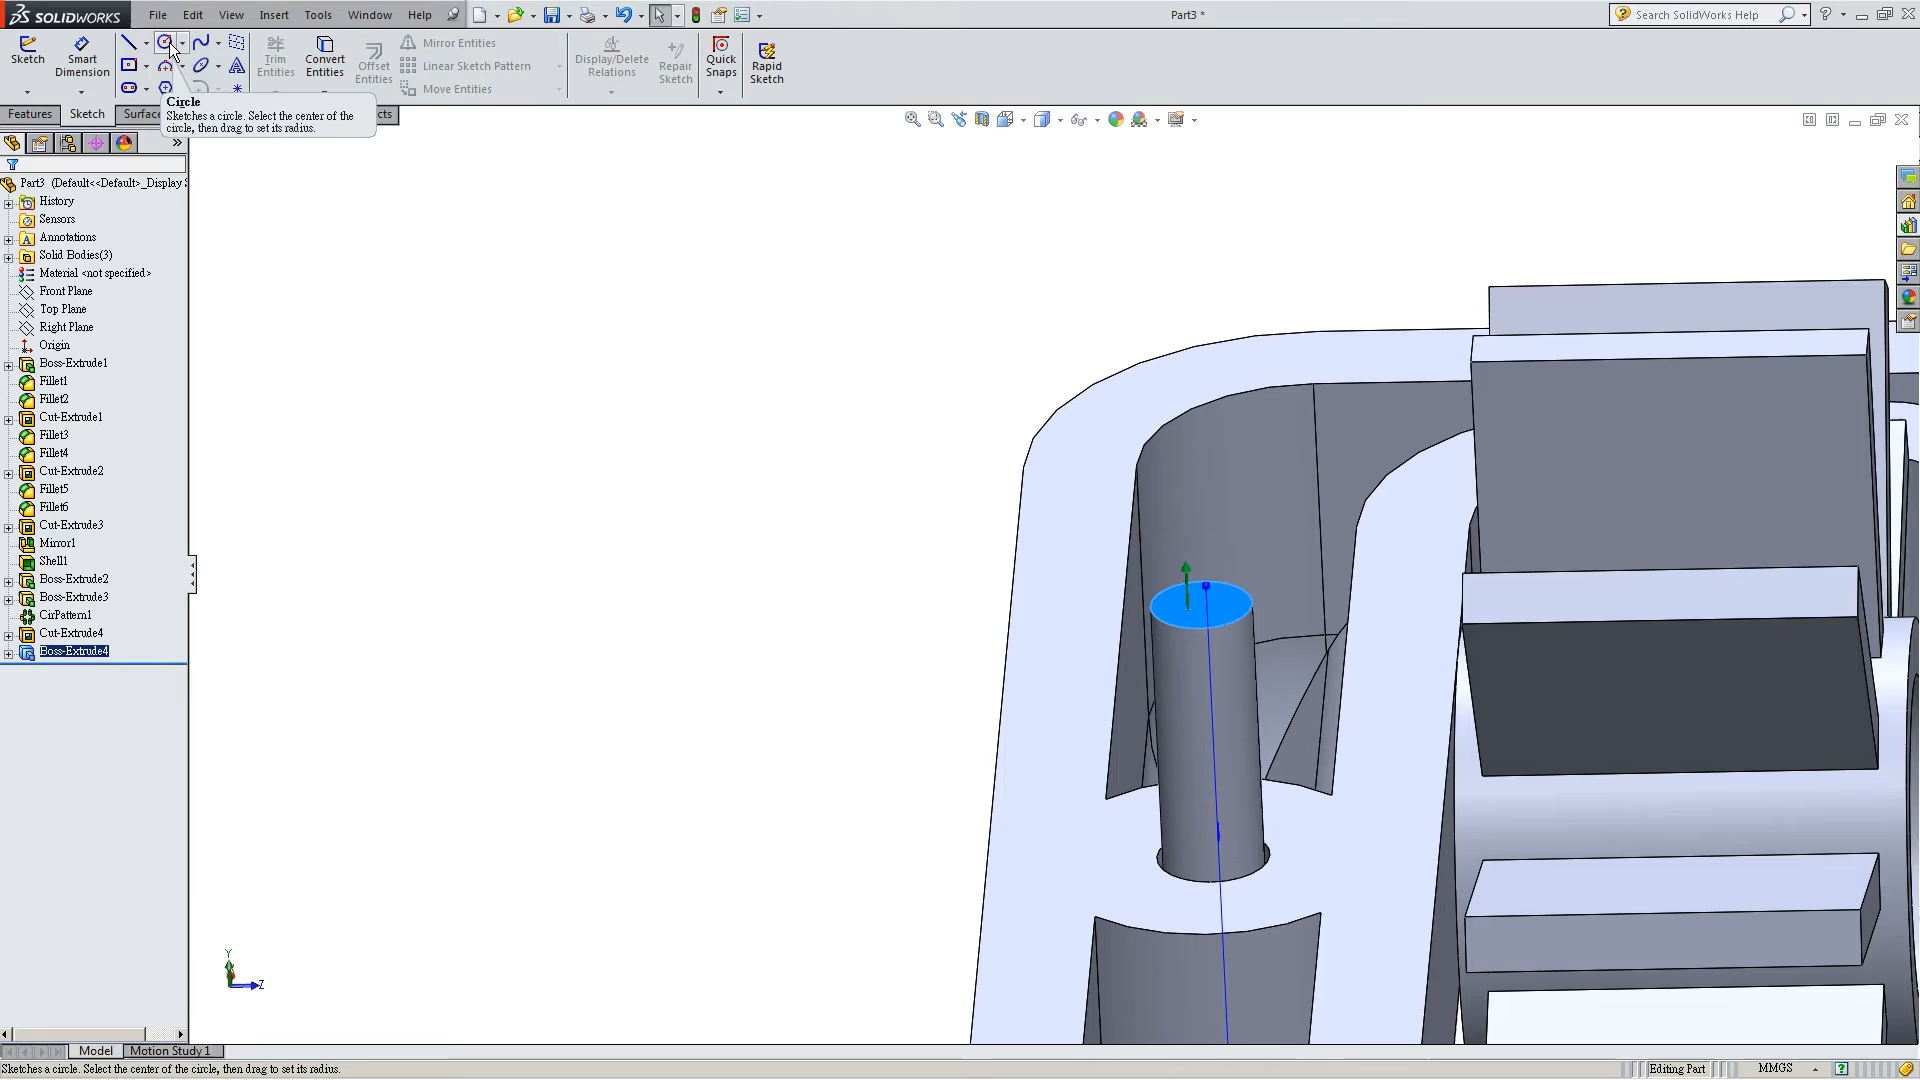 SOLIDWORKS
File Edit View Insert Tools Window Help
Part3 *
Search SolidWorks Help
Sketch
Smart Dimension
Trim Entities
Convert Entities
Offset Entities
Mirror Entities
Linear Sketch Pattern
Move Entities
Display/Delete Relations
Repair Sketch
Quick Snaps
Rapid Sketch
Features Sketch Surface cts
Circle
Sketches a circle. Select the center of the
circle, then drag to set its radius.
Part3 (Default<<Default>_Display
History
Sensors
Annotations
Solid Bodies(3)
Material <not specified>
Front Plane
Top Plane
Right Plane
Origin
Boss-Extrude1
Fillet1
Fillet2
Cut-Extrude1
Fillet3
Fillet4
Cut-Extrude2
Fillet5
Fillet6
Cut-Extrude3
Mirror1
Shell1
Boss-Extrude2
Boss-Extrude3
CirPattern1
Cut-Extrude4
Boss-Extrude4
Y
Z
Model Motion Study 1
Sketches a circle. Select the center of the circle, then drag to set its radius.
Editing Part MMGS